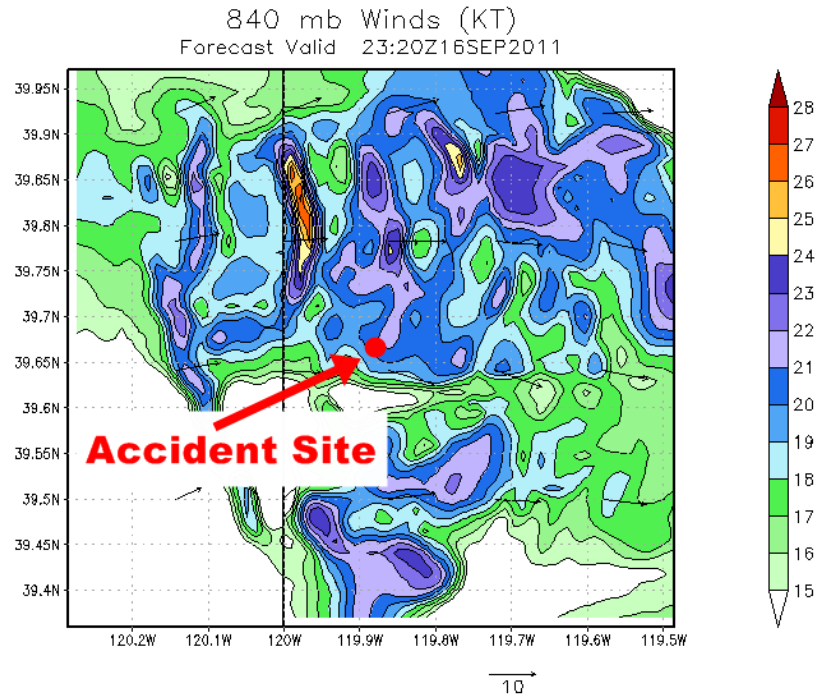 840 mb Winds (KT)
Forecast Valid 23:20Z16SEP2011
39.95N
39.9N
39.85N
39.8N
39.75N
39.7N
39.65N
39.6N
39.55N
39.5N
39.45N
39.4N
Accident Site
120.2W 120.1W 120W 119.9W 119.8W 119.7W 119.6W 119.5W
10
28
27
26
25
24
23
22
21
20
19
18
17
16
15